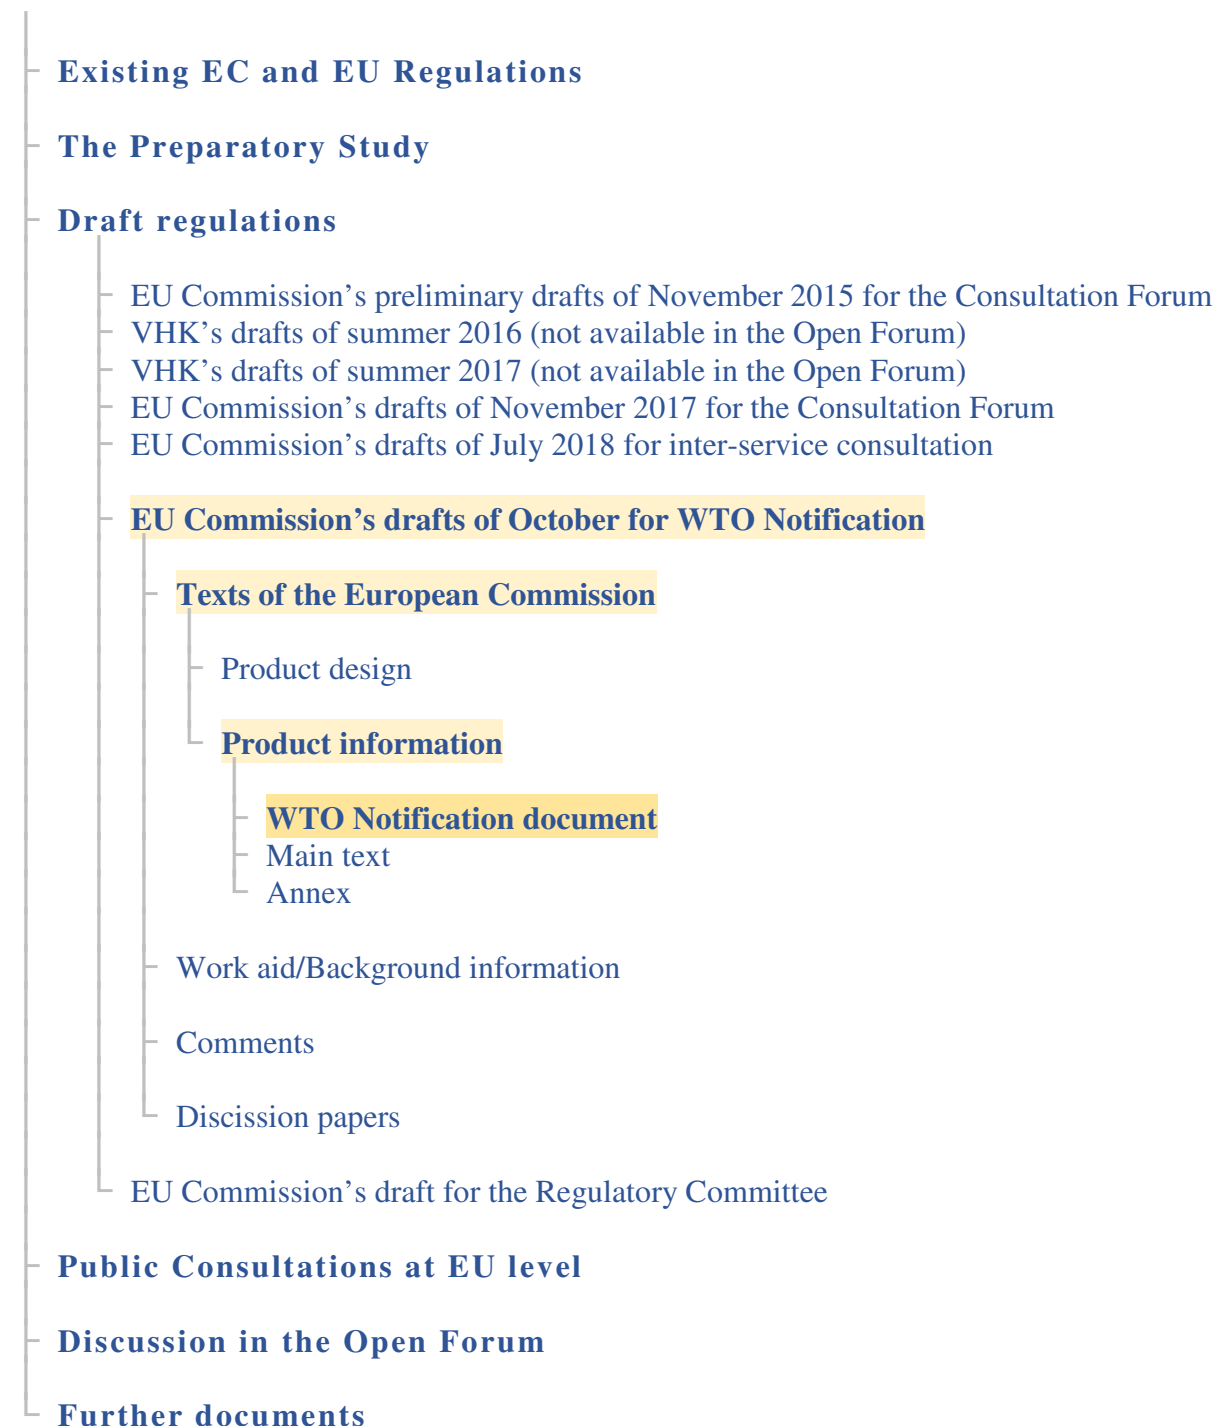 Existing EC and EU Regulations
The Preparatory Study
Draft regulations
EU Commission’s preliminary drafts of November 2015 for the Consultation Forum
VHK’s drafts of summer 2016 (not available in the Open Forum)
VHK’s drafts of summer 2017 (not available in the Open Forum)
EU Commission’s drafts of November 2017 for the Consultation Forum
EU Commission’s drafts of July 2018 for inter-service consultation
EU Commission’s drafts of October for WTO Notification
Texts of the European Commission
Product design
Product information
WTO Notification document
Main text
Annex
Work aid/Background information
Comments
Discission papers
EU Commission’s draft for the Regulatory Committee
Public Consultations at EU level
Discussion in the Open Forum
Further documents